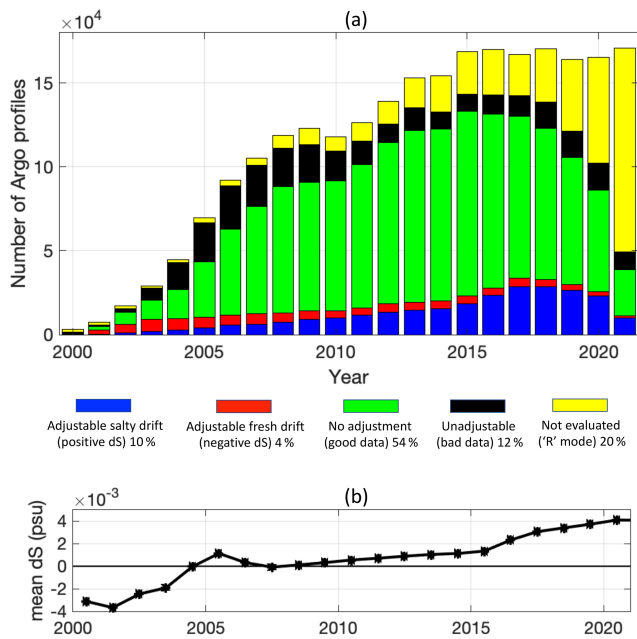 (a)
×10⁴
15
10
5
0
Number of Argo profiles
2000 2005 2010 2015 2020
Year
Adjustable salty drift
(positive dS) 10 %
Adjustable fresh drift
(negative dS) 4 %
No adjustment
(good data) 54 %
Unadjustable
(bad data) 12 %
Not evaluated
('R' mode) 20 %
(b)
×10⁻³
4
2
0
-2
-4
mean dS (psu)
2000 2005 2010 2015 2020